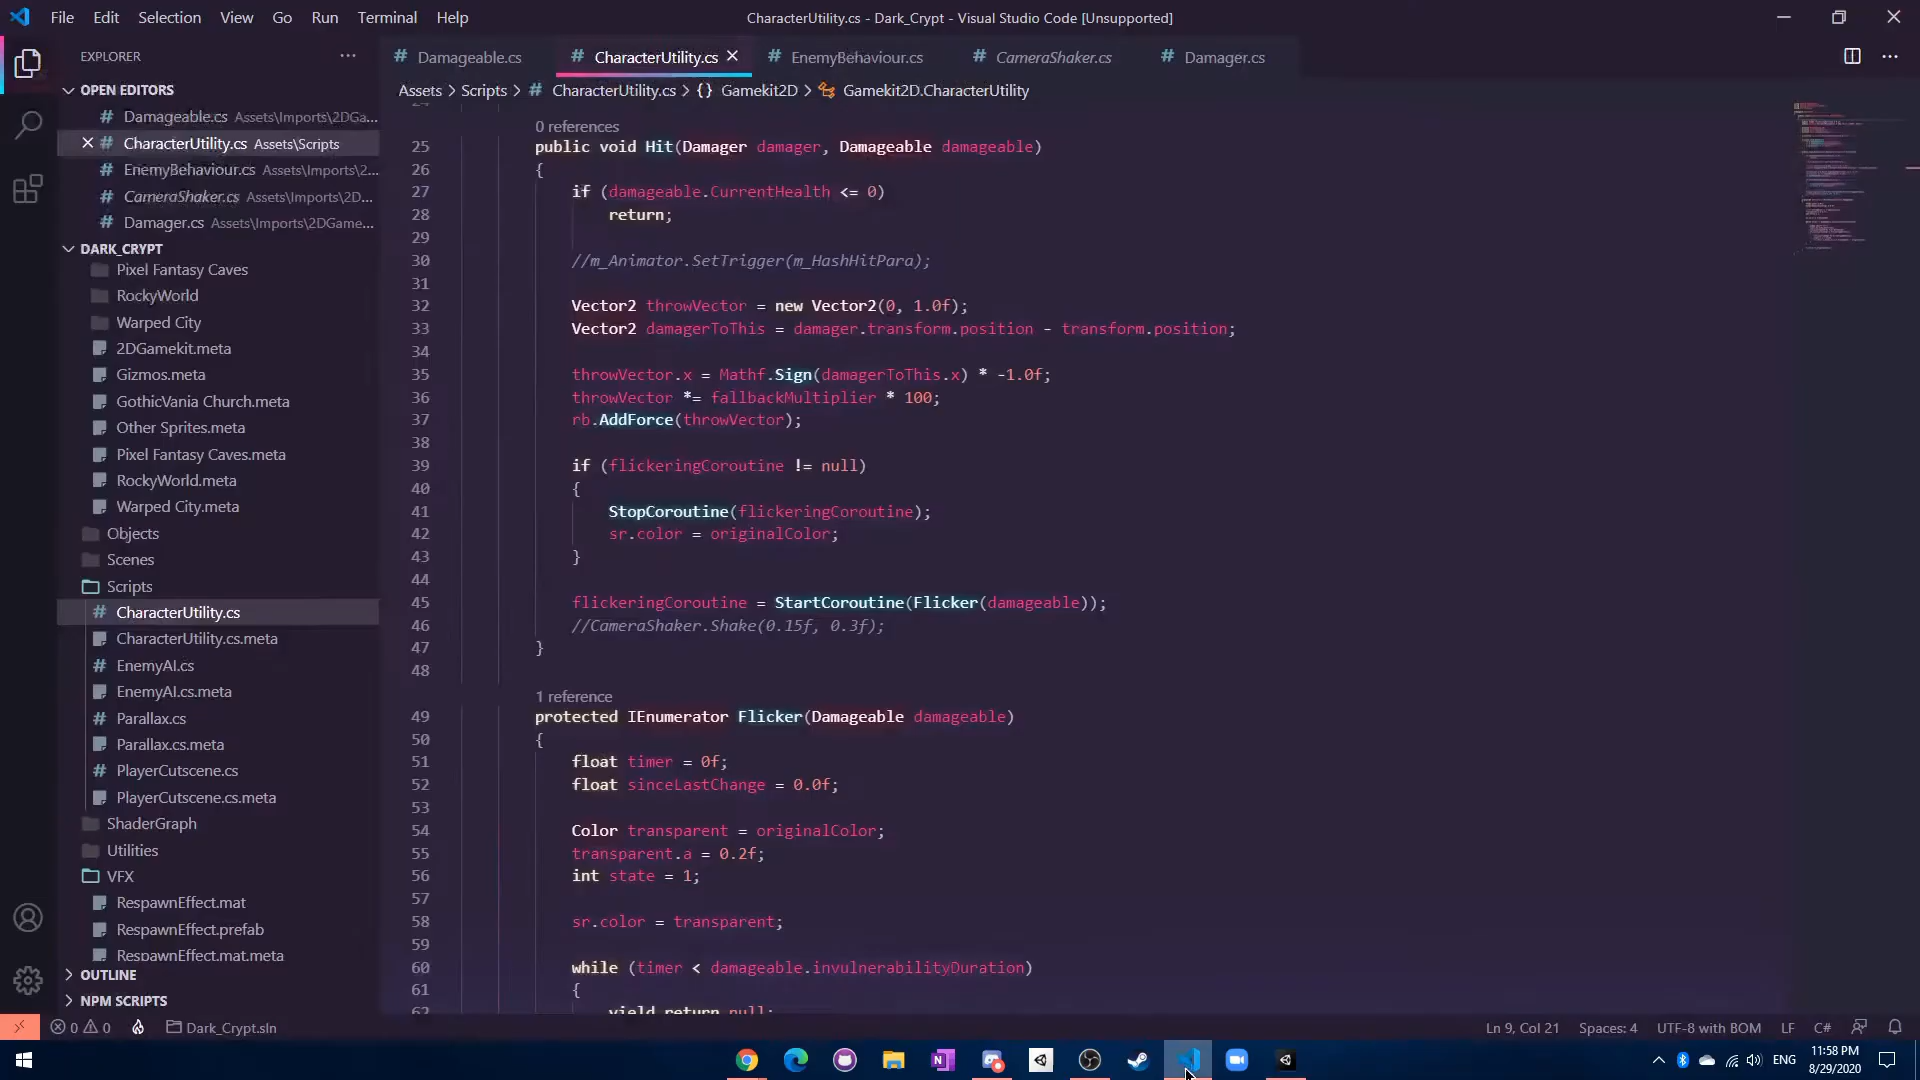 File Edit Selection View Go Run Terminal Help
CharacterUtility.cs - Dark_Crypt - Visual Studio Code [Unsupported]
EXPLORER
Damageable.cs
CharacterUtility.cs
EnemyBehaviour.cs
CameraShaker.cs
Damager.cs
OPEN EDITORS
Damageable.cs Assets\Imports\2DGa...
CharacterUtility.cs Assets\Scripts
EnemyBehaviour.cs Assets\Imports\2...
CameraShaker.cs Assets\Imports\2D...
Damager.cs Assets\Imports\2DGame...
DARK_CRYPT
Pixel Fantasy Caves
RockyWorld
Warped City
2DGamekit.meta
Gizmos.meta
GothicVania Church.meta
Other Sprites.meta
Pixel Fantasy Caves.meta
RockyWorld.meta
Warped City.meta
Objects
Scenes
Scripts
CharacterUtility.cs
CharacterUtility.cs.meta
EnemyAI.cs
EnemyAI.cs.meta
Parallax.cs
Parallax.cs.meta
PlayerCutscene.cs
PlayerCutscene.cs.meta
ShaderGraph
Utilities
VFX
RespawnEffect.mat
RespawnEffect.prefab
RespawnEffect.mat.meta
OUTLINE
NPM SCRIPTS
Assets > Scripts > # CharacterUtility.cs > {} Gamekit2D > Gamekit2D.CharacterUtility
24
0 references
25 public void Hit(Damager damager, Damageable damageable)
26 {
27 if (damageable.CurrentHealth <= 0)
28 return;
29
30 //m_Animator.SetTrigger(m_HashHitPara);
31
32 Vector2 throwVector = new Vector2(0, 1.0f);
33 Vector2 damagerToThis = damager.transform.position - transform.position;
34
35 throwVector.x = Mathf.Sign(damagerToThis.x) * -1.0f;
36 throwVector *= fallbackMultiplier * 100;
37 rb.AddForce(throwVector);
38
39 if (flickeringCoroutine != null)
40 {
41 StopCoroutine(flickeringCoroutine);
42 sr.color = originalColor;
43 }
44
45 flickeringCoroutine = StartCoroutine(Flicker(damageable));
46 //CameraShaker.Shake(0.15f, 0.3f);
47 }
48
1 reference
49 protected IEnumerator Flicker(Damageable damageable)
50 {
51 float timer = 0f;
52 float sinceLastChange = 0.0f;
53
54 Color transparent = originalColor;
55 transparent.a = 0.2f;
56 int state = 1;
57
58 sr.color = transparent;
59
60 while (timer < damageable.invulnerabilityDuration)
61 {
62 yield return null;
0 0 Dark_Crypt.sln
Ln 9, Col 21 Spaces: 4 UTF-8 with BOM LF C#
ENG
11:58 PM
8/29/2020